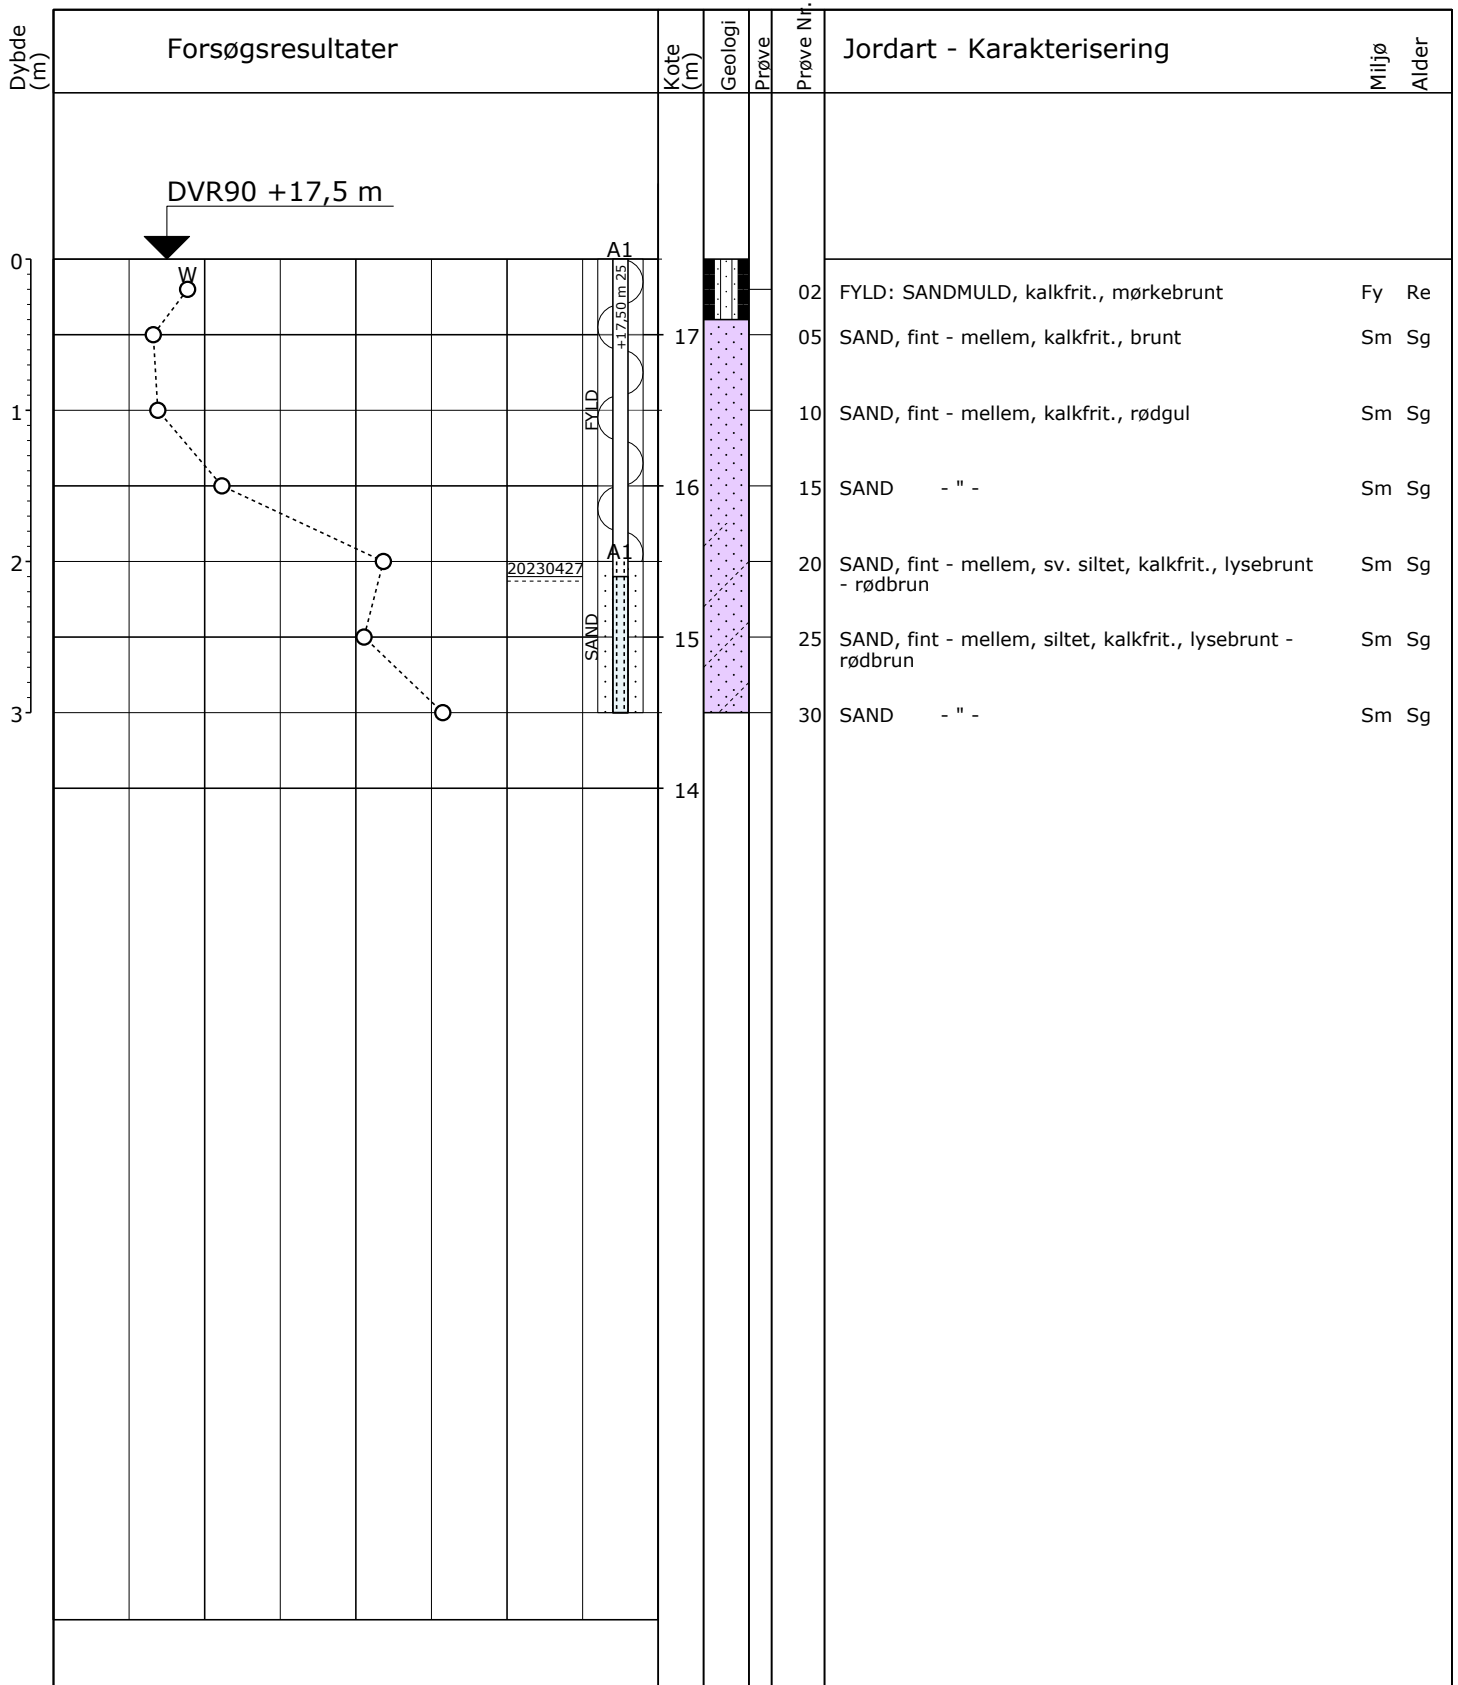 Dybde
(m)
Forsøgsresultater
Kote
(m)
Geologi
Prøve
Prøve Nr.
Jordart - Karakterisering
Miljø
Alder
DVR90 +17,5 m
0
W
A1
+17,50 m 25
02 FYLD: SANDMULD, kalkfrit., mørkebrunt Fy Re
17
05 SAND, fint - mellem, kalkfrit., brunt Sm Sg
1
FYLD
10 SAND, fint - mellem, kalkfrit., rødgul Sm Sg
16
15 SAND - " - Sm Sg
2
20230427
A1
20 SAND, fint - mellem, sv. siltet, kalkfrit., lysebrunt Sm Sg
- rødbrun
SAND
15
25 SAND, fint - mellem, siltet, kalkfrit., lysebrunt - Sm Sg
rødbrun
3
30 SAND - " - Sm Sg
14